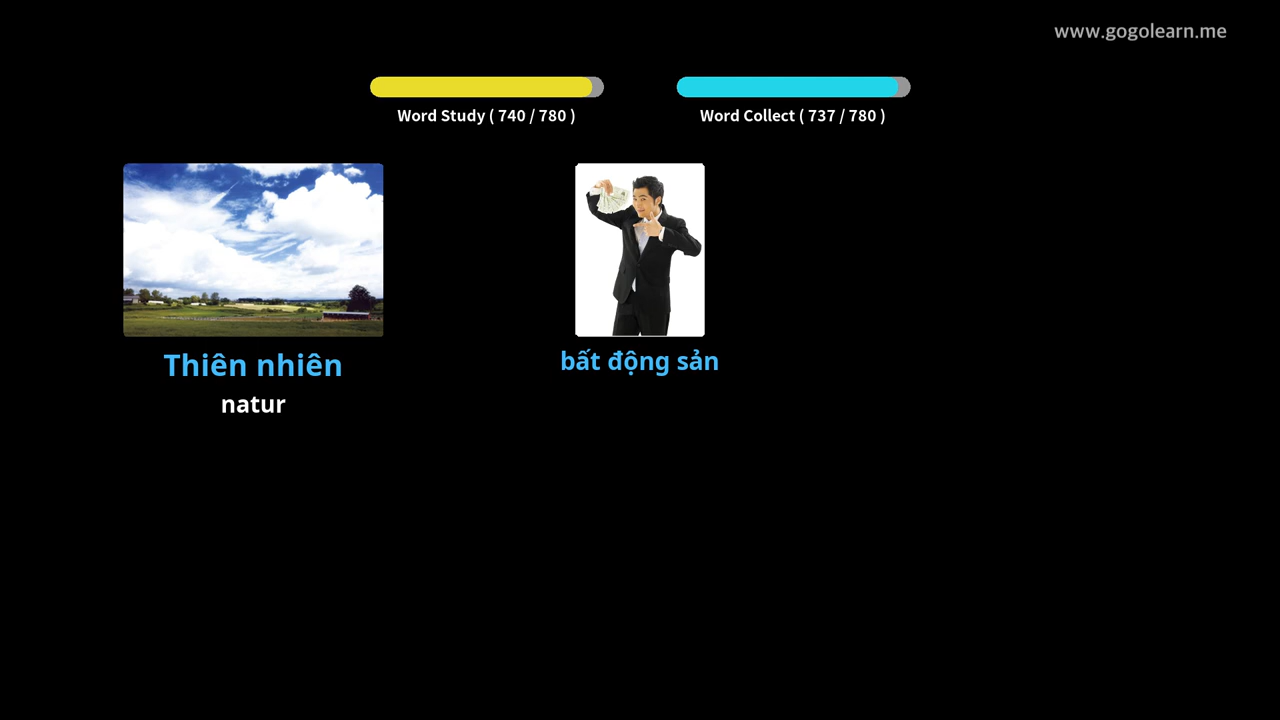 www.gogolearn.me
Word Study ( 740 / 780 )
Word Collect ( 737 / 780 )
Thiên nhiên
natur
bất động sản